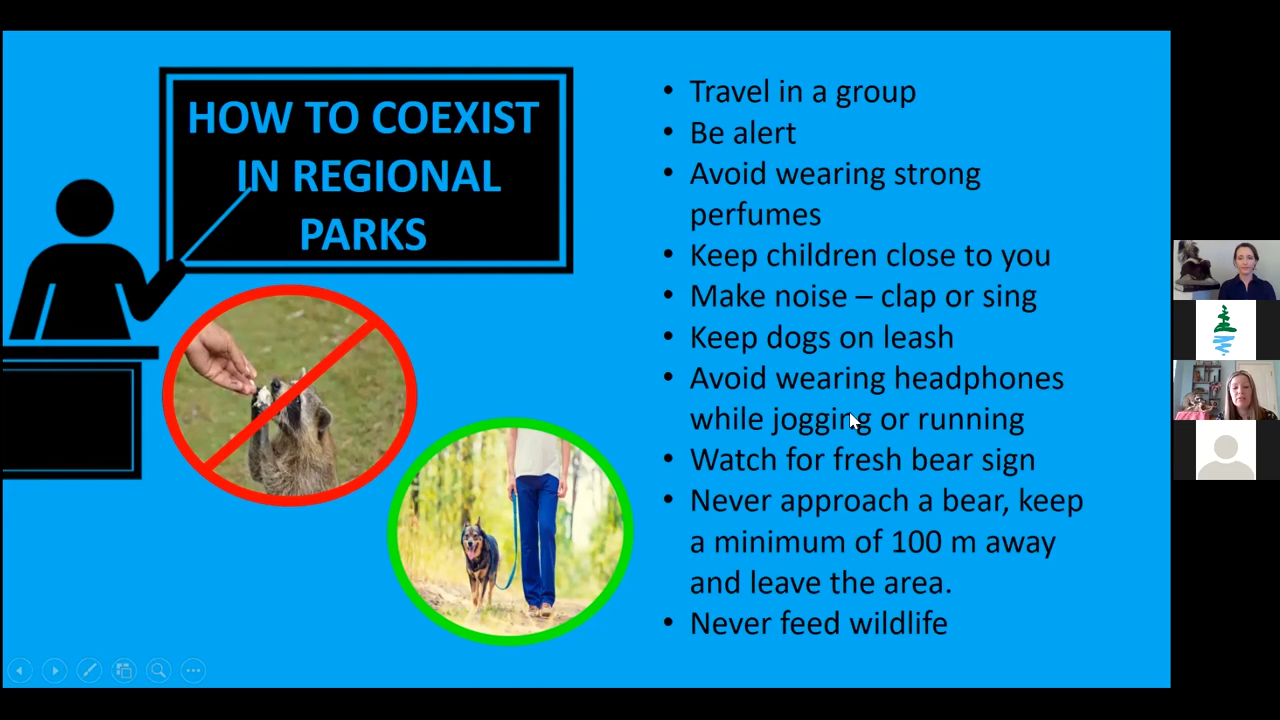 HOW TO COEXIST
IN REGIONAL
PARKS
• Travel in a group
• Be alert
• Avoid wearing strong
perfumes
• Keep children close to you
• Make noise – clap or sing
• Keep dogs on leash
• Avoid wearing headphones
while jogging or running
• Watch for fresh bear sign
• Never approach a bear, keep
a minimum of 100 m away
and leave the area.
• Never feed wildlife